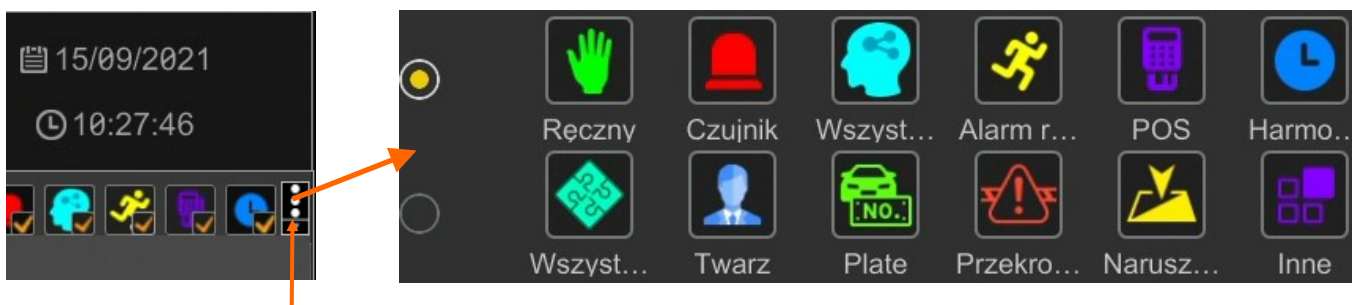 15/09/2021
10:27:46
Ręczny Czujnik Wszyst... Alarm r... POS Harmo...
NO.:
Wszyst... Twarz Plate Przekro... Narusz... Inne